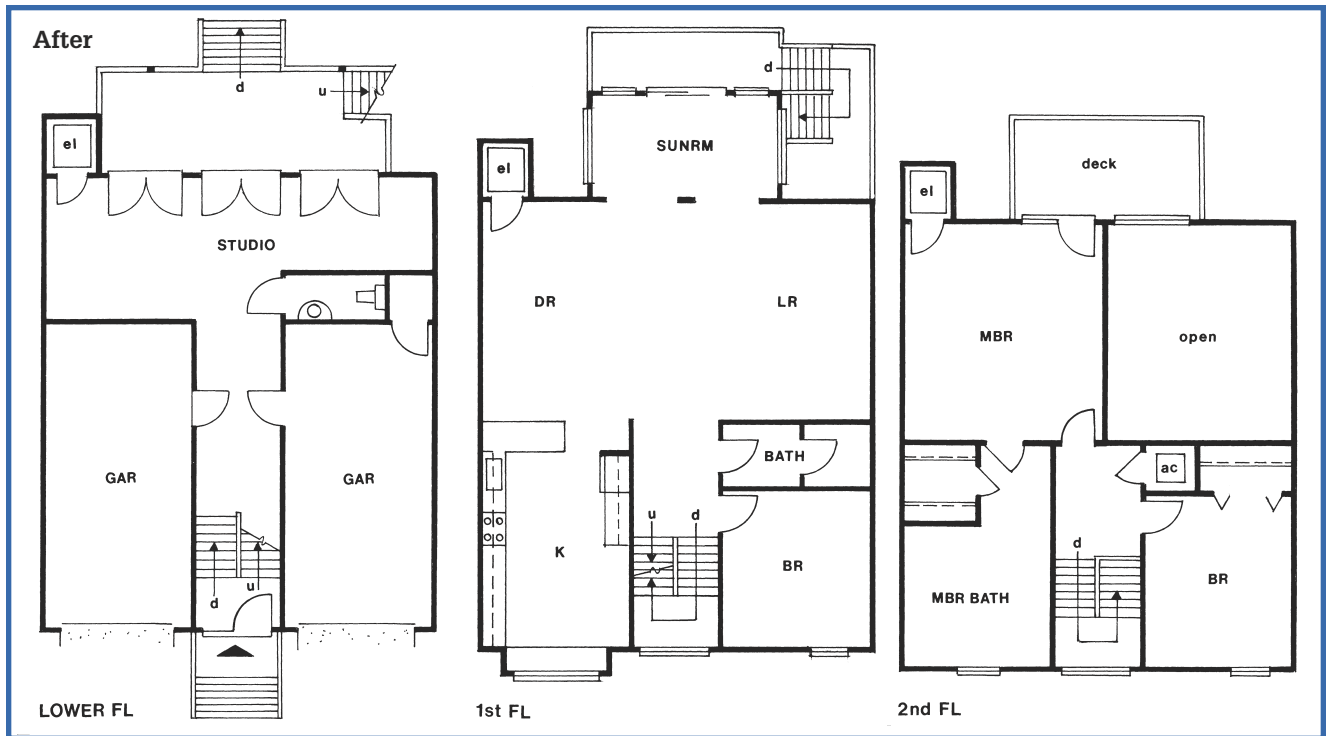 After
d
u
el
STUDIO
GAR
GAR
d
u
LOWER FL
d
SUNRM
el
DR
LR
BATH
u
d
K
BR
1st FL
deck
el
MBR
open
ac
d
BR
MBR BATH
2nd FL